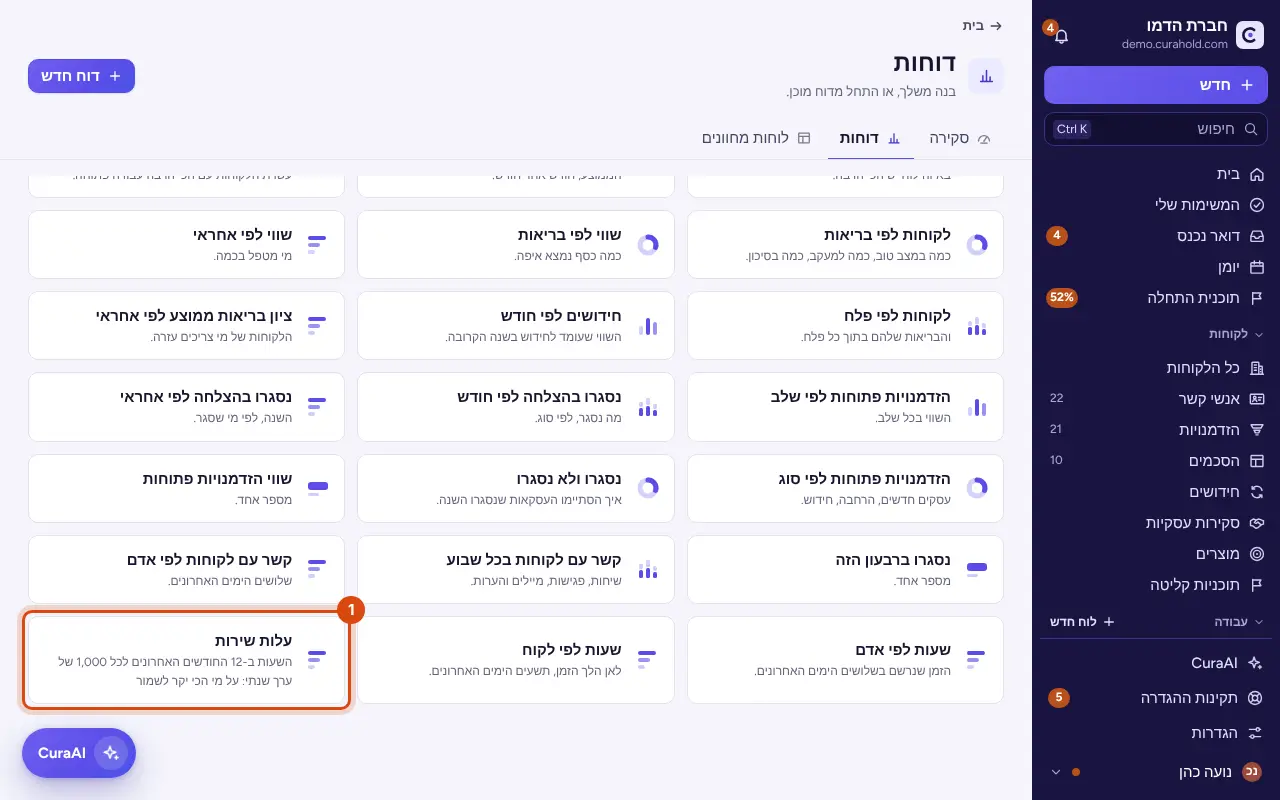 חברת הדמו
demo.curahold.com
4
חדש
חיפוש
Ctrl K
בית
המשימות שלי
דואר נכנס
4
יומן
תוכנית התחלה
52%
לקוחות
כל הלקוחות
אנשי קשר
22
הזדמנויות
21
הסכמים
10
חידושים
סקירות עסקיות
מוצרים
תוכניות קליטה
עבודה
לוח חדש
CuraAI
תקינות ההגדרה
5
הגדרות
נועה כהן
נכ
בית
דוחות
בנה משלך, או התחל מדוח מוכן.
דוח חדש
סקירה
דוחות
לוחות מחוונים
לקוחות לפי בריאות
כמה במצב טוב, כמה למעקב, כמה בסיכון.
שווי לפי בריאות
כמה כסף נמצא איפה.
שווי לפי אחראי
מי מטפל בכמה.
לקוחות לפי פלח
והבריאות שלהם בתוך כל פלח.
חידושים לפי חודש
השווי שעומד לחידוש בשנה הקרובה.
ציון בריאות ממוצע לפי אחראי
הלקוחות של מי צריכים עזרה.
הזדמנויות פתוחות לפי שלב
השווי בכל שלב.
נסגרו בהצלחה לפי חודש
מה נסגר, לפי סוג.
נסגרו בהצלחה לפי אחראי
השנה, לפי מי שסגר.
הזדמנויות פתוחות לפי סוג
עסקים חדשים, הרחבה, חידוש.
נסגרו ולא נסגרו
איך הסתיימו העסקאות שנסגרו השנה.
שווי הזדמנויות פתוחות
מספר אחד.
נסגרו ברבעון הזה
מספר אחד.
קשר עם לקוחות בכל שבוע
שיחות, פגישות, מיילים והערות.
קשר עם לקוחות לפי אדם
שלושים הימים האחרונים.
שעות לפי אדם
הזמן שנרשם בשלושים הימים האחרונים.
שעות לפי לקוח
לאן הלך הזמן, תשעים הימים האחרונים.
1
עלות שירות
השעות ב-12 החודשים האחרונים לכל 1,000 של
ערך שנתי: על מי הכי יקר לשמור
CuraAI